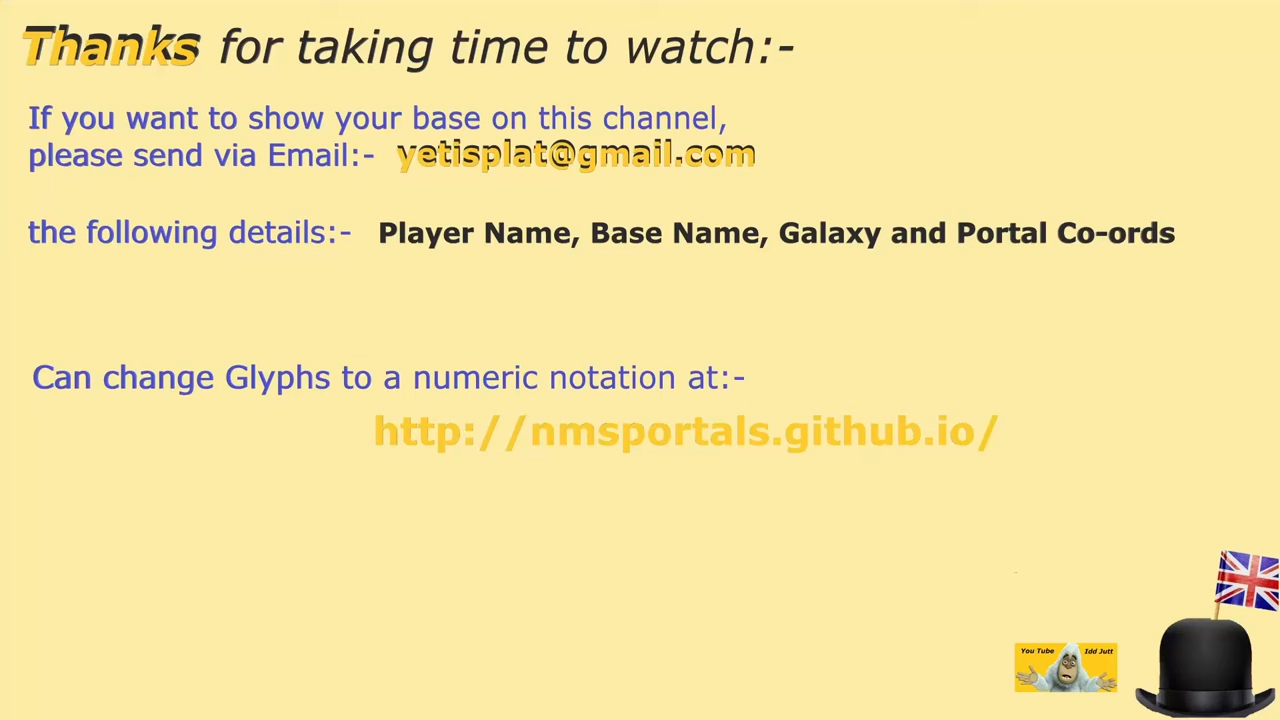 Thanks for taking time to watch:-
If you want to show your base on this channel,
please send via Email:- yetisplat@gmail.com
the following details:- Player Name, Base Name, Galaxy and Portal Co-ords
Can change Glyphs to a numeric notation at:-
http://nmsportals.github.io/
You Tube Idd Jutt